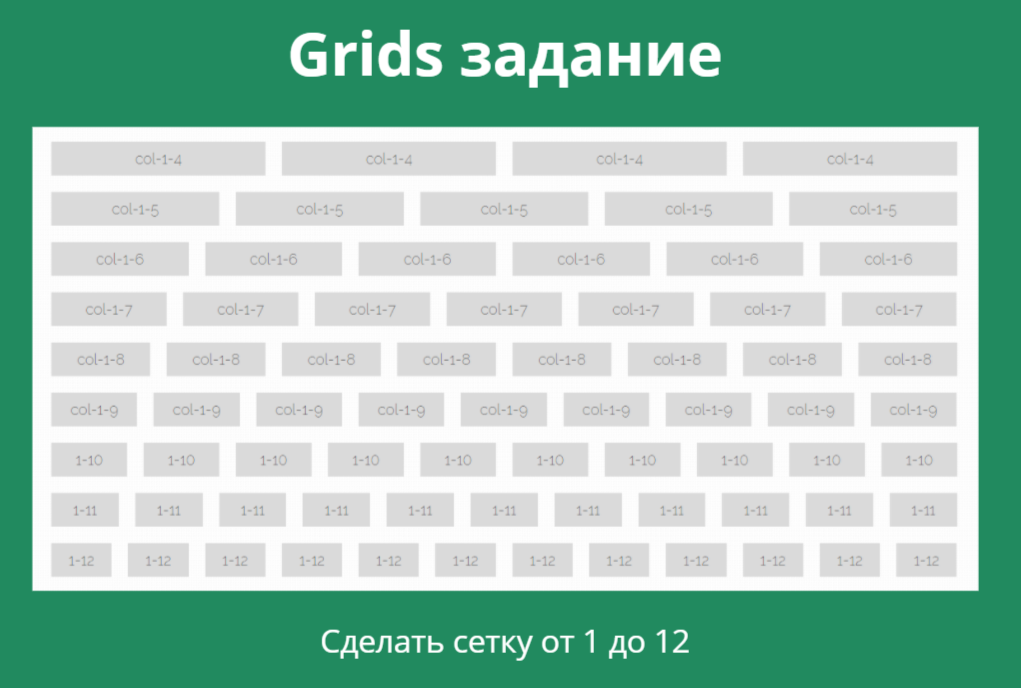 Grids задание
col-1-4 col-1-4 col-1-4 col-1-4
col-1-5 col-1-5 col-1-5 col-1-5 col-1-5
col-1-6 col-1-6 col-1-6 col-1-6 col-1-6 col-1-6
col-1-7 col-1-7 col-1-7 col-1-7 col-1-7 col-1-7 col-1-7
col-1-8 col-1-8 col-1-8 col-1-8 col-1-8 col-1-8 col-1-8 col-1-8
col-1-9 col-1-9 col-1-9 col-1-9 col-1-9 col-1-9 col-1-9 col-1-9 col-1-9
1-10 1-10 1-10 1-10 1-10 1-10 1-10 1-10 1-10 1-10
1-11 1-11 1-11 1-11 1-11 1-11 1-11 1-11 1-11 1-11 1-11
1-12 1-12 1-12 1-12 1-12 1-12 1-12 1-12 1-12 1-12 1-12 1-12
Сделать сетку от 1 до 12